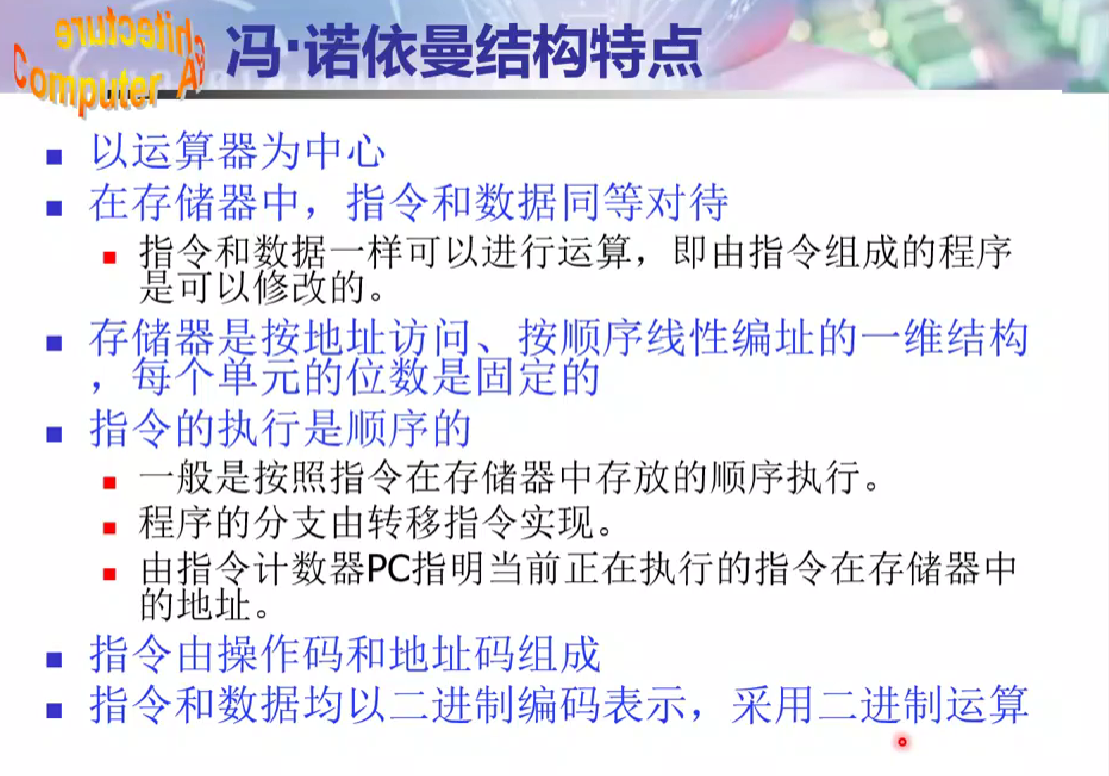 Computer Architecture
冯·诺依曼结构特点
以运算器为中心
在存储器中，指令和数据同等对待
指令和数据一样可以进行运算，即由指令组成的程序
是可以修改的。
存储器是按地址访问、按顺序线性编址的一维结构
，每个单元的位数是固定的
指令的执行是顺序的
一般是按照指令在存储器中存放的顺序执行。
程序的分支由转移指令实现。
由指令计数器PC指明当前正在执行的指令在存储器中
的地址。
指令由操作码和地址码组成
指令和数据均以二进制编码表示，采用二进制运算